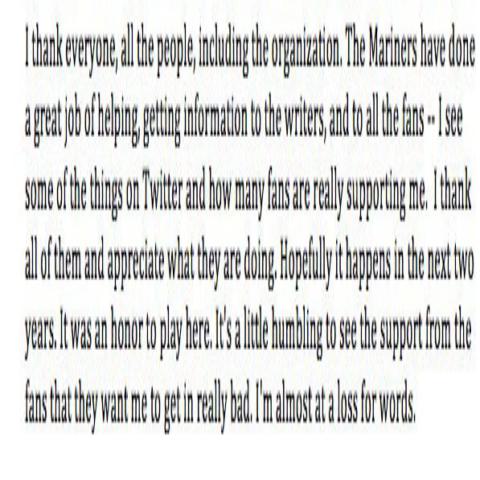 I thank everyone, all the people, including the organization. The Mariners have done
a great job of helping, getting information to the writers, and to all the fans -- I see
some of the things on Twitter and how many fans are really supporting me.  I thank
all of them and appreciate what they are doing. Hopefully it happens in the next two
years. It was an honor to play here. It's a little humbling to see the support from the
fans that they want me to get in really bad. I'm almost at a loss for words.